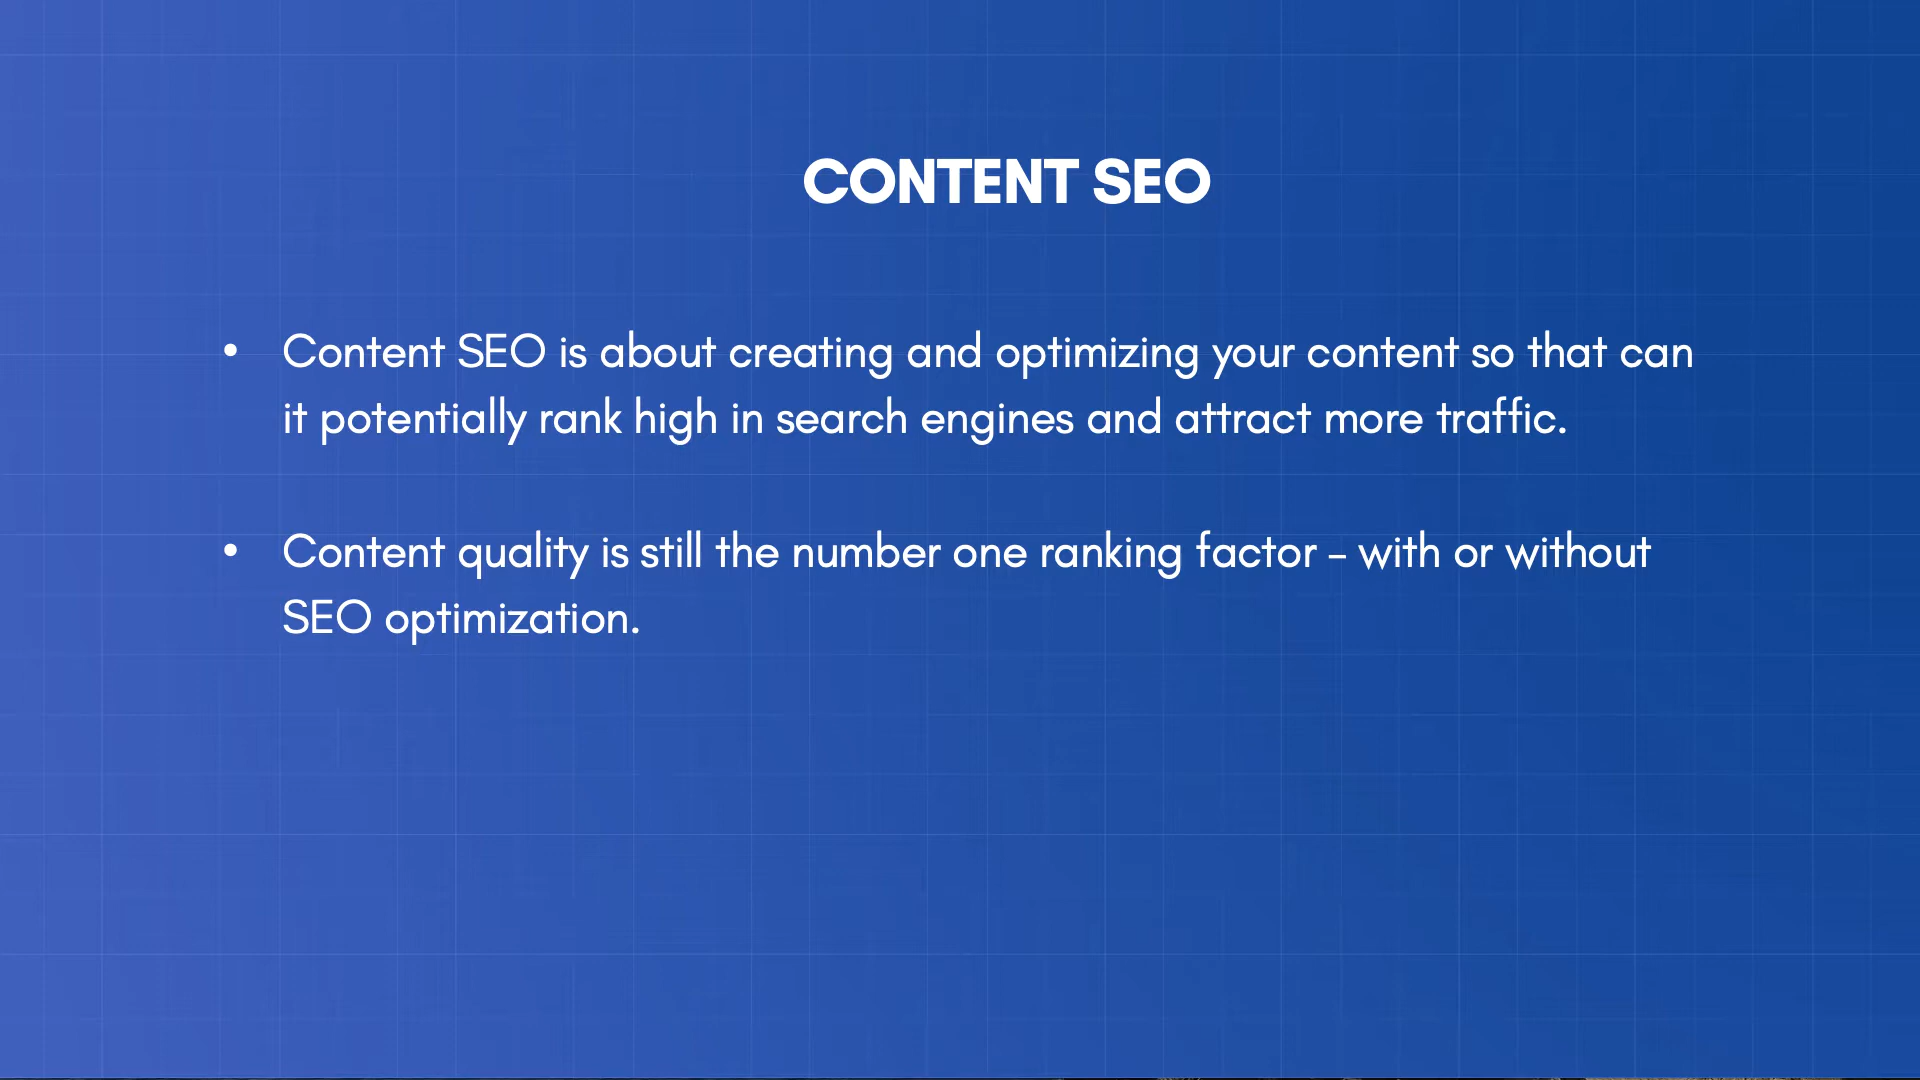 CONTENT SEO
• Content SEO is about creating and optimizing your content so that can
it potentially rank high in search engines and attract more traffic.
• Content quality is still the number one ranking factor – with or without
SEO optimization.